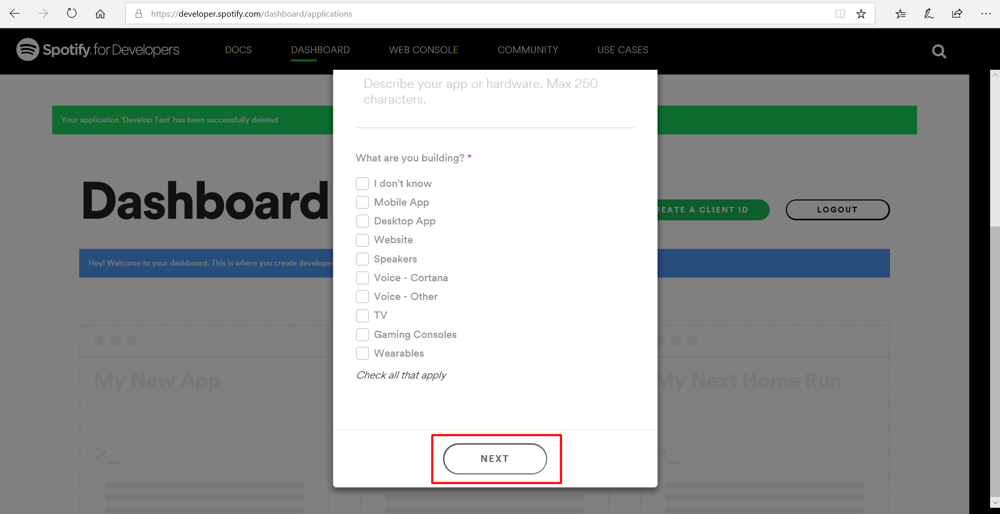 https://developer.spotify.com/dashboard/applications
Spotify for Developers
DOCS
DASHBOARD
WEB CONSOLE
COMMUNITY
USE CASES
Describe your app or hardware. Max 250
characters.
Your application 'Develop Test' has been successfully deleted
What are you building? *
I don't know
Mobile App
Desktop App
Website
Speakers
Voice - Cortana
Voice - Other
TV
Gaming Consoles
Wearables
Check all that apply
NEXT
Dashboard
REATE A CLIENT ID
LOGOUT
Hey! Welcome to your dashboard. This is where you create developer
My New App
My Next Home Run
>_
>_